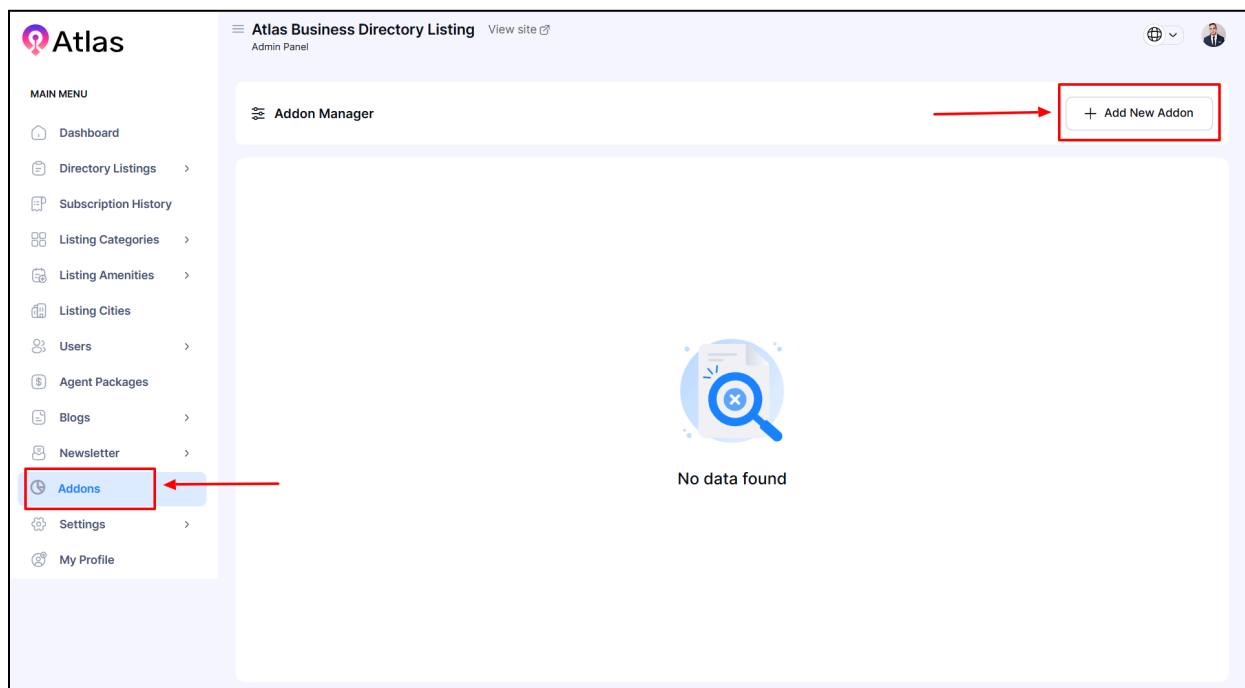 Atlas
Atlas Business Directory Listing View site
Admin Panel
MAIN MENU
Dashboard
Directory Listings
Subscription History
Listing Categories
Listing Amenities
Listing Cities
Users
Agent Packages
Blogs
Newsletter
Addons
Settings
My Profile
Addon Manager
+ Add New Addon
No data found